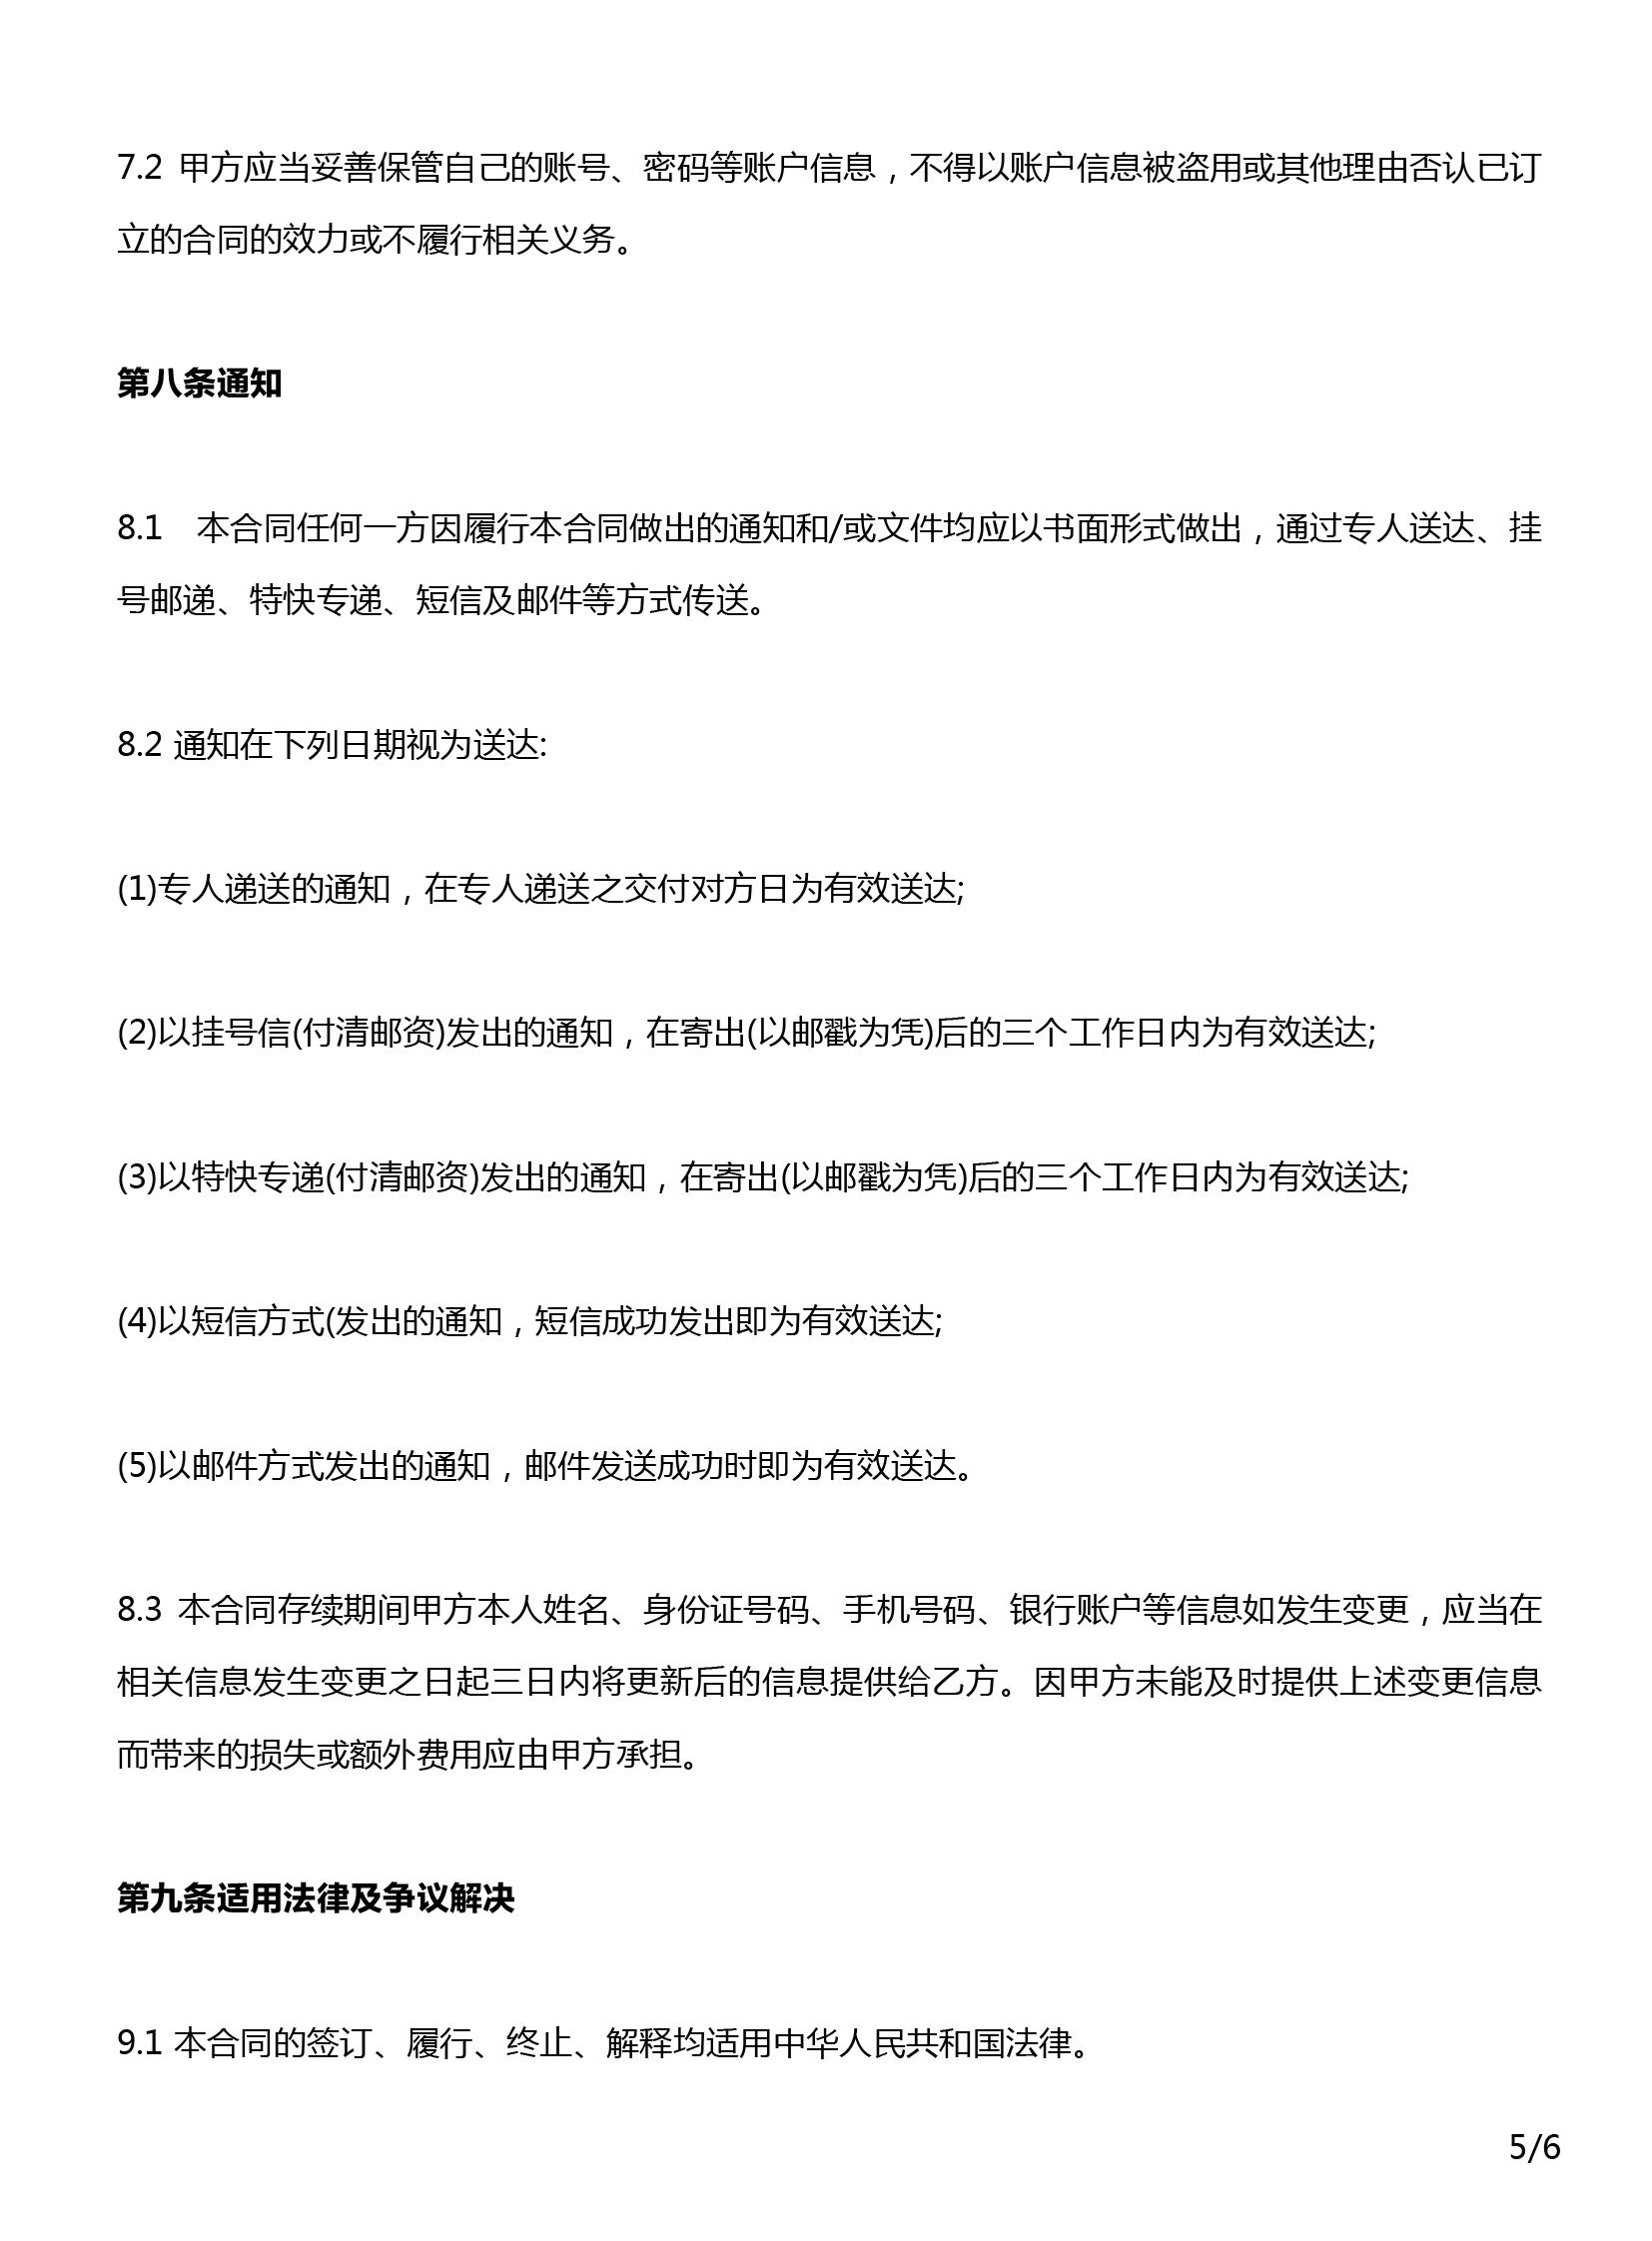 7.2 甲方应当妥善保管自己的账号、密码等账户信息，不得以账户信息被盗用或其他理由否认已订
立的合同的效力或不履行相关义务。
第八条通知
8.1 本合同任何一方因履行本合同做出的通知和/或文件均应以书面形式做出，通过专人送达、挂
号邮递、特快专递、短信及邮件等方式传送。
8.2 通知在下列日期视为送达:
(1)专人递送的通知，在专人递送之交付对方日为有效送达;
(2)以挂号信(付清邮资)发出的通知，在寄出(以邮戳为凭)后的三个工作日内为有效送达;
(3)以特快专递(付清邮资)发出的通知，在寄出(以邮戳为凭)后的三个工作日内为有效送达;
(4)以短信方式(发出的通知，短信成功发出即为有效送达;
(5)以邮件方式发出的通知，邮件发送成功时即为有效送达。
8.3 本合同存续期间甲方本人姓名、身份证号码、手机号码、银行账户等信息如发生变更，应当在
相关信息发生变更之日起三日内将更新后的信息提供给乙方。因甲方未能及时提供上述变更信息
而带来的损失或额外费用应由甲方承担。
第九条适用法律及争议解决
9.1 本合同的签订、履行、终止、解释均适用中华人民共和国法律。
5/6